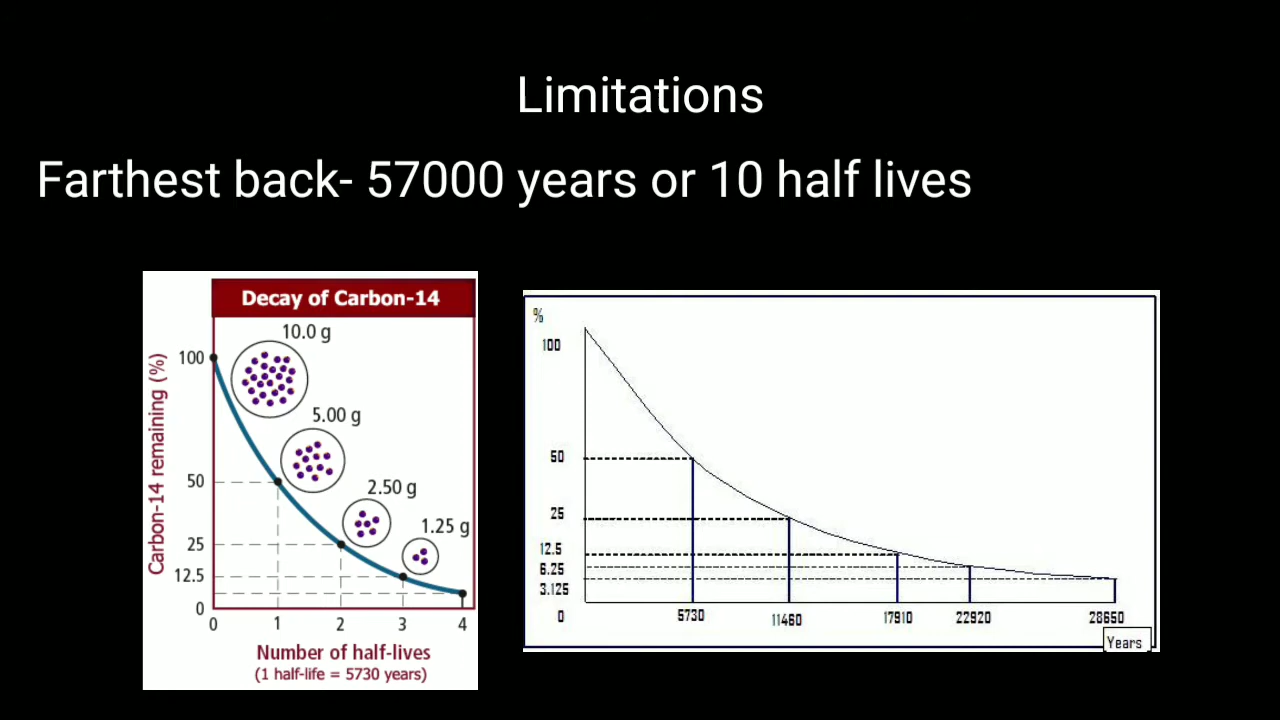 Limitations
Farthest back- 57000 years or 10 half lives
Decay of Carbon-14
10.0 g
5.00 g
2.50 g
1.25 g
Carbon-14 remaining (%)
100
50
25
12.5
0
0 1 2 3 4
Number of half-lives
(1 half-life = 5730 years)
%
100
50
25
12.5
6.25
3.125
0
5730 11460 17910 22920 28650
Years